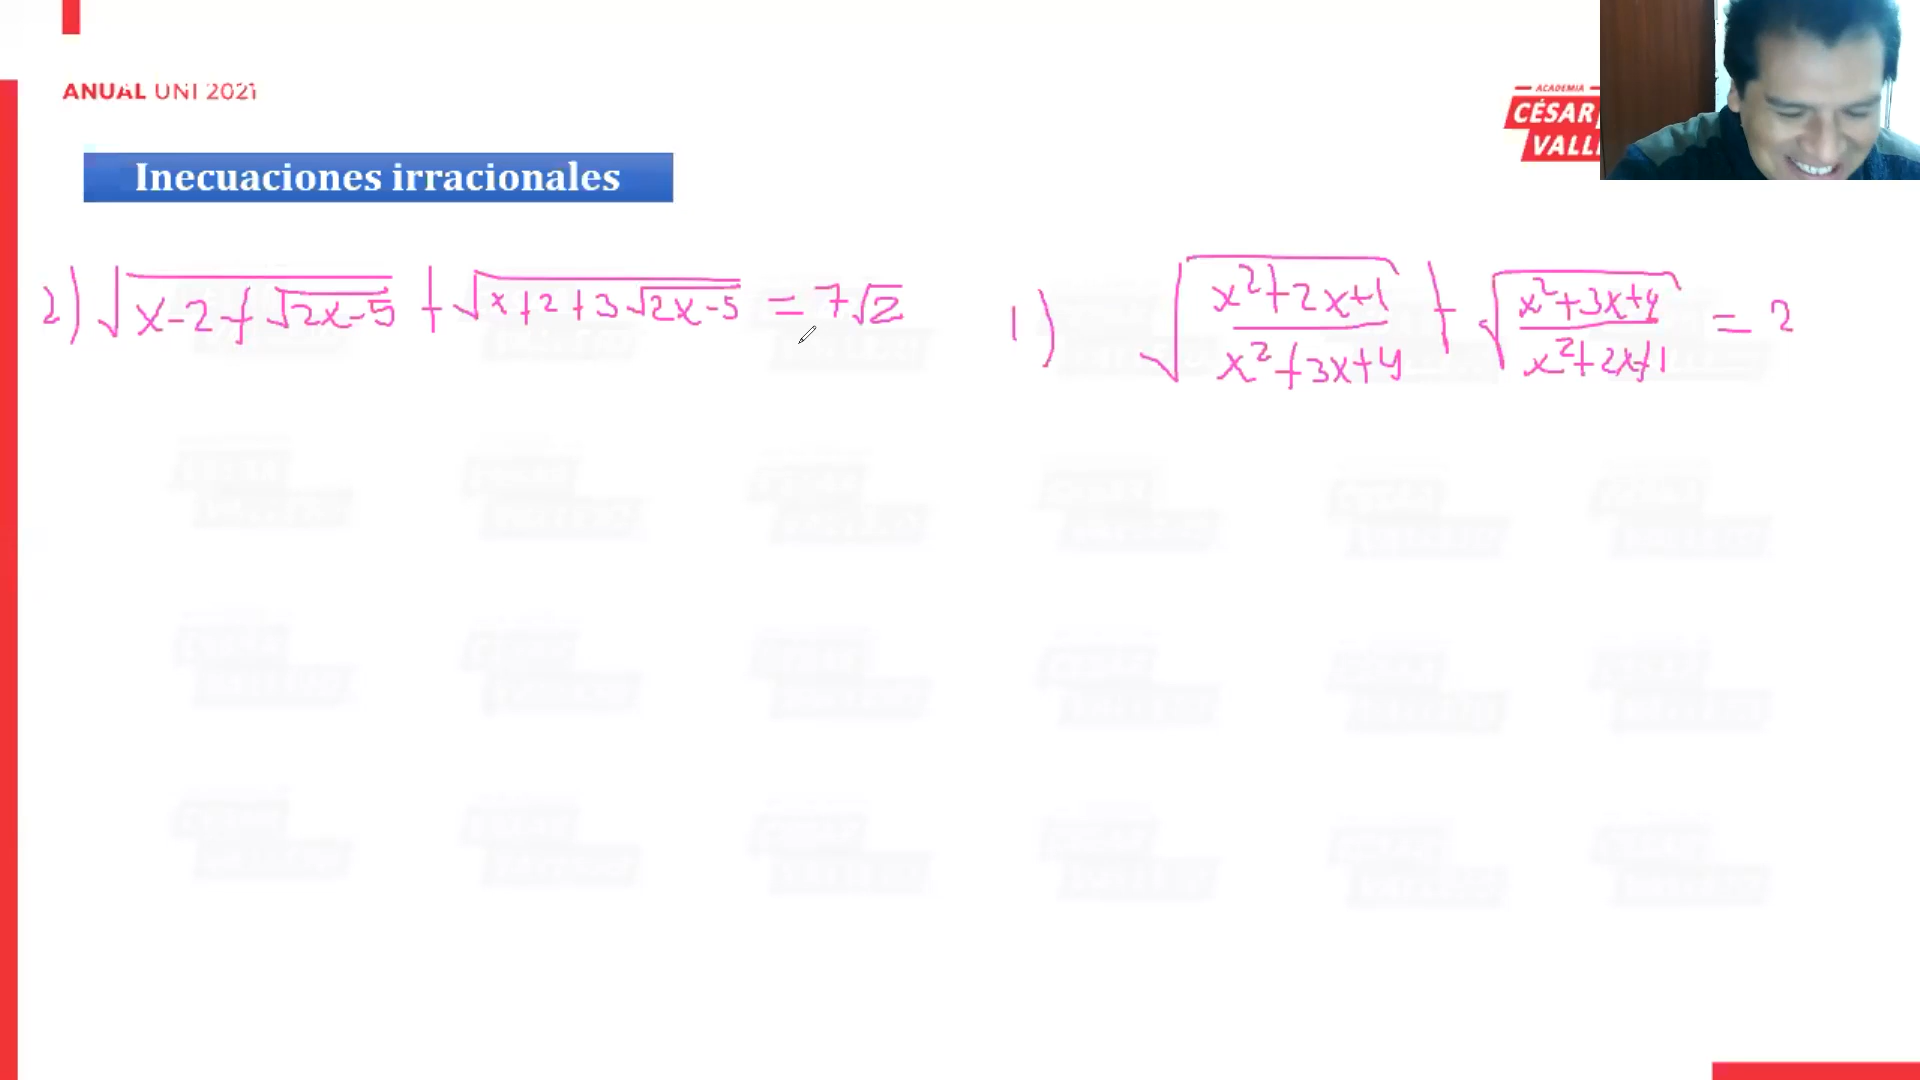 ANUAL UNI 2021
ACADEMIA
CÉSAR
VALL
Inecuaciones irracionales
2) √(x-2+√(2x-5)) + √(x+2+3√(2x-5)) = 7√2
1) √((x²+2x+1)/(x²+3x+4)) + √((x²+3x+4)/(x²+2x+1)) = 2